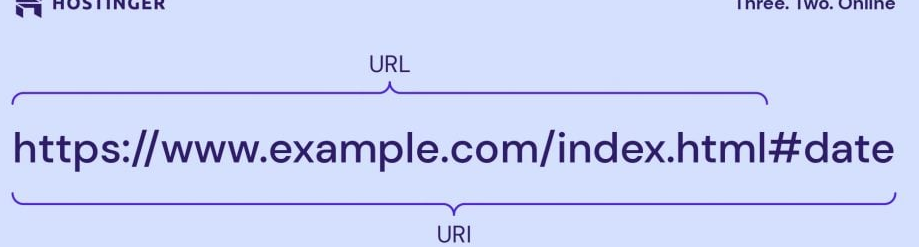 HOSTINGER
Three. Two. Online
URL
https://www.example.com/index.html#date
URI